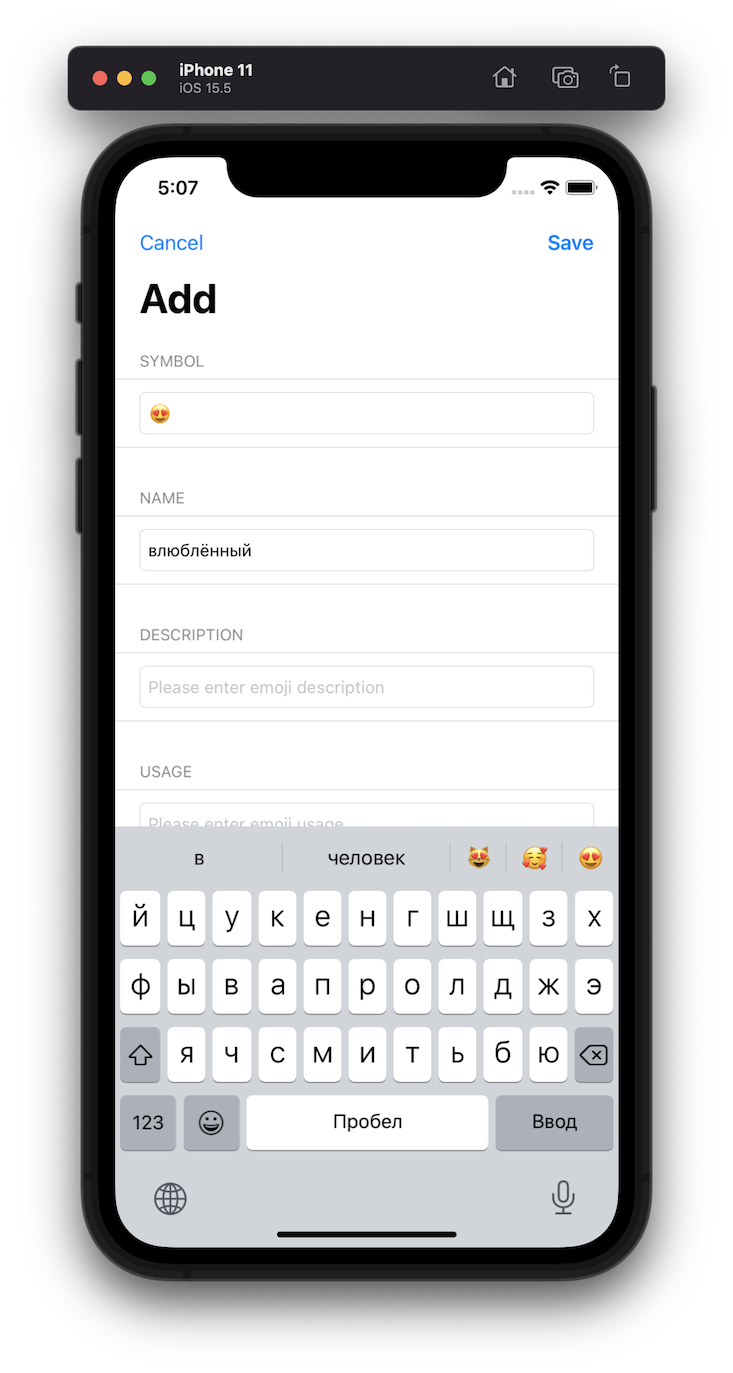 iPhone 11
iOS 15.5
5:07
Cancel Save
Add
SYMBOL
😍
NAME
влюблённый
DESCRIPTION
Please enter emoji description
USAGE
Please enter emoji usage
в человек 😻 🥰 😍
й ц у к е н г ш щ з х
ф ы в а п р о л д ж э
я ч с м и т ь б ю
123 Пробел Ввод